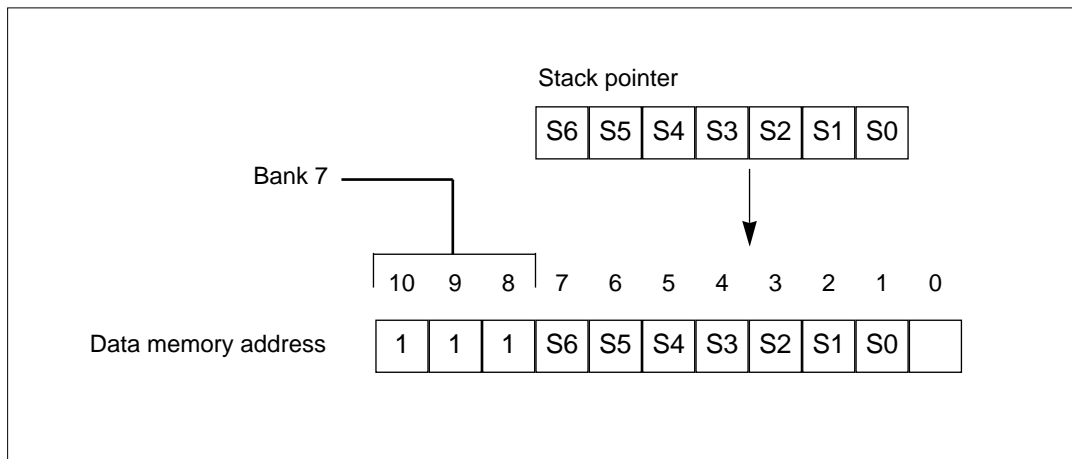 Stack pointer
S6 S5 S4 S3 S2 S1 S0
Bank 7
10 9 8 7 6 5 4 3 2 1 0
Data memory address 1 1 1 S6 S5 S4 S3 S2 S1 S0